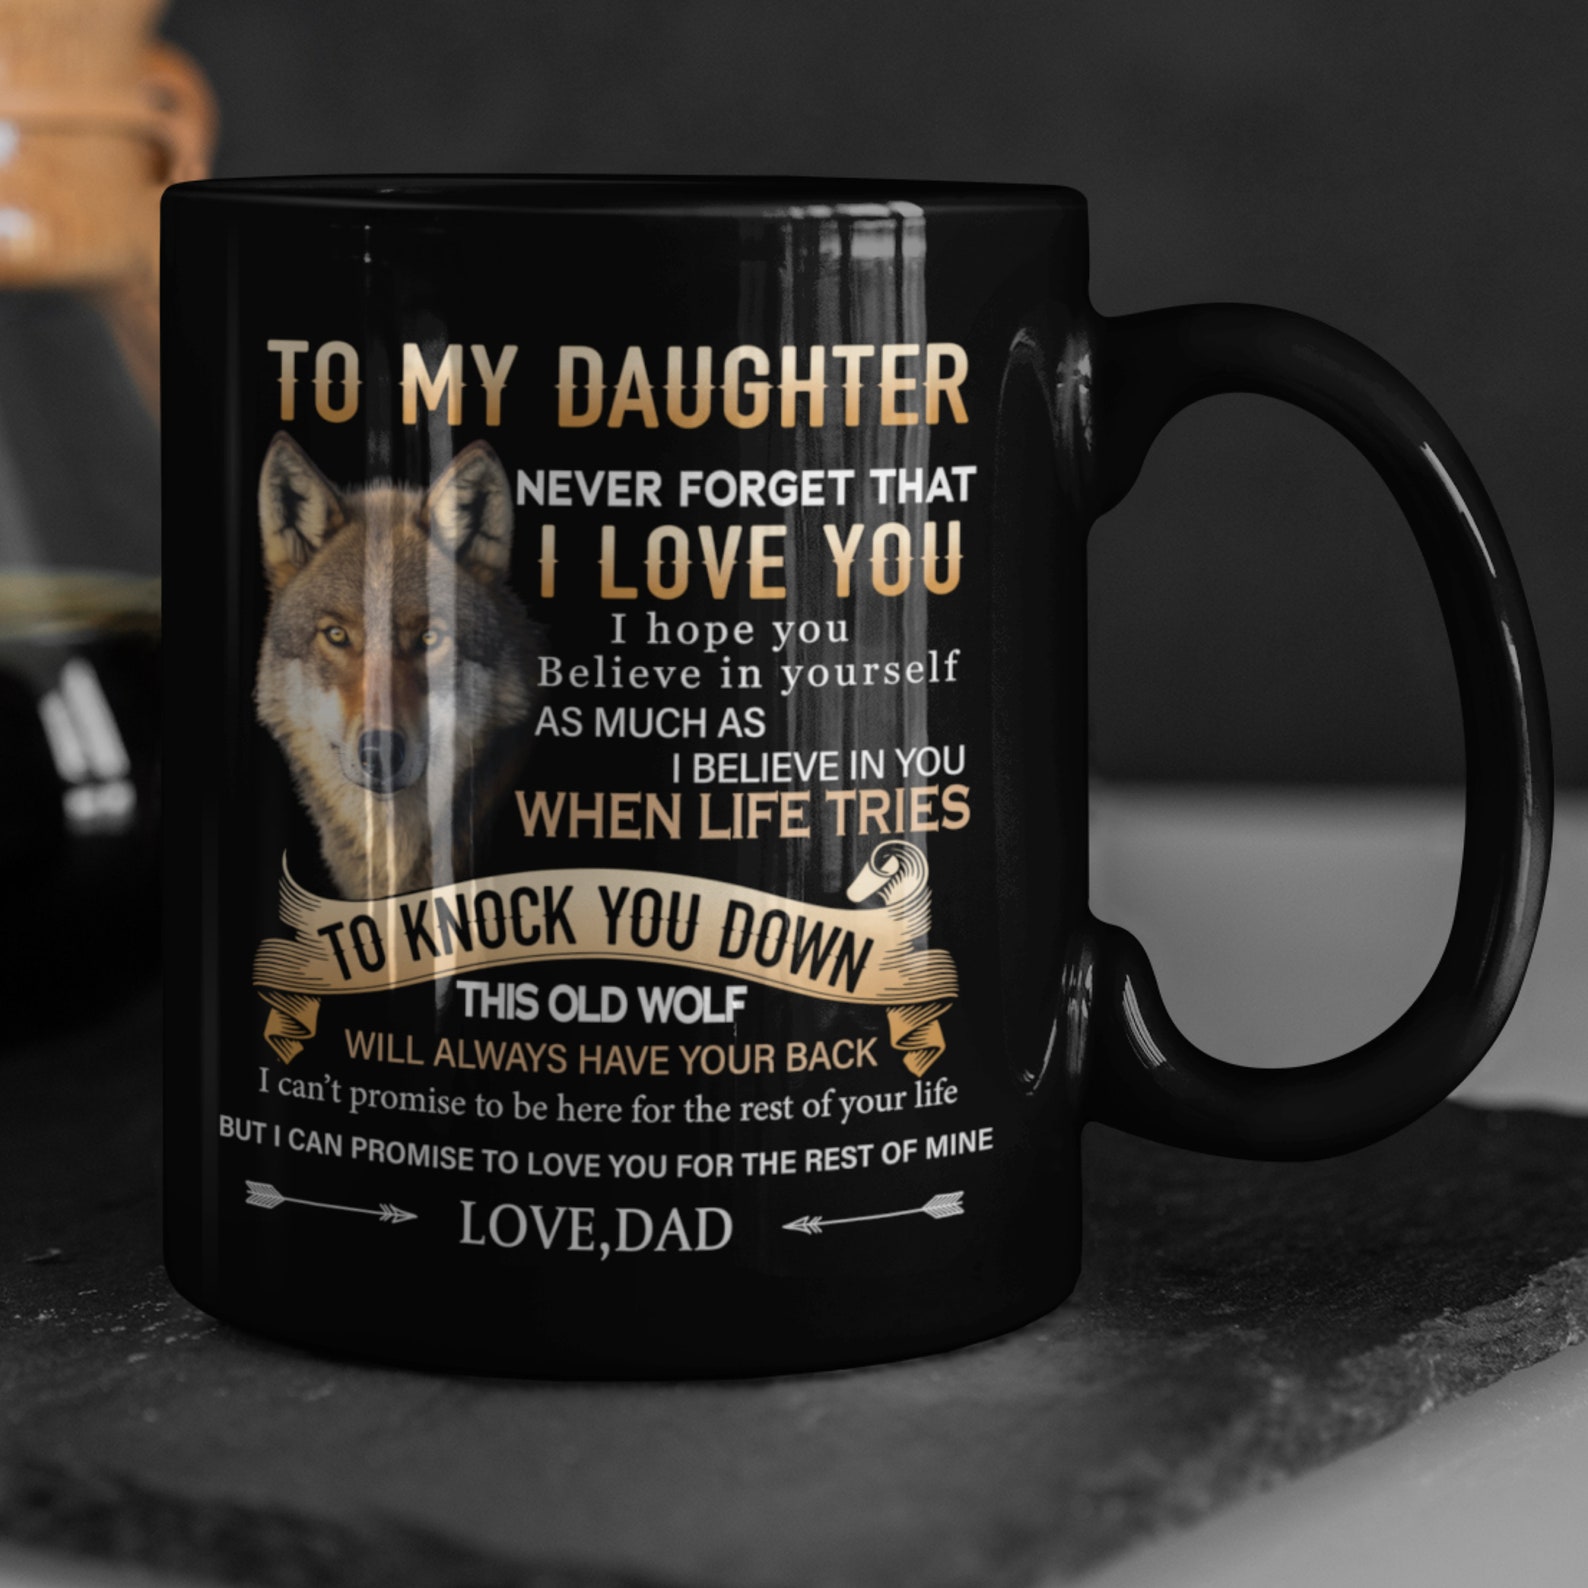 TO MY DAUGHTER
NEVER FORGET THAT
I LOVE YOU
I hope you
Believe in yourself
AS MUCH AS
I BELIEVE IN YOU
WHEN LIFE TRIES
TO KNOCK YOU DOWN
THIS OLD WOLF
WILL ALWAYS HAVE YOUR BACK
I can't promise to be here for the rest of your life
BUT I CAN PROMISE TO LOVE YOU FOR THE REST OF MINE
LOVE,DAD